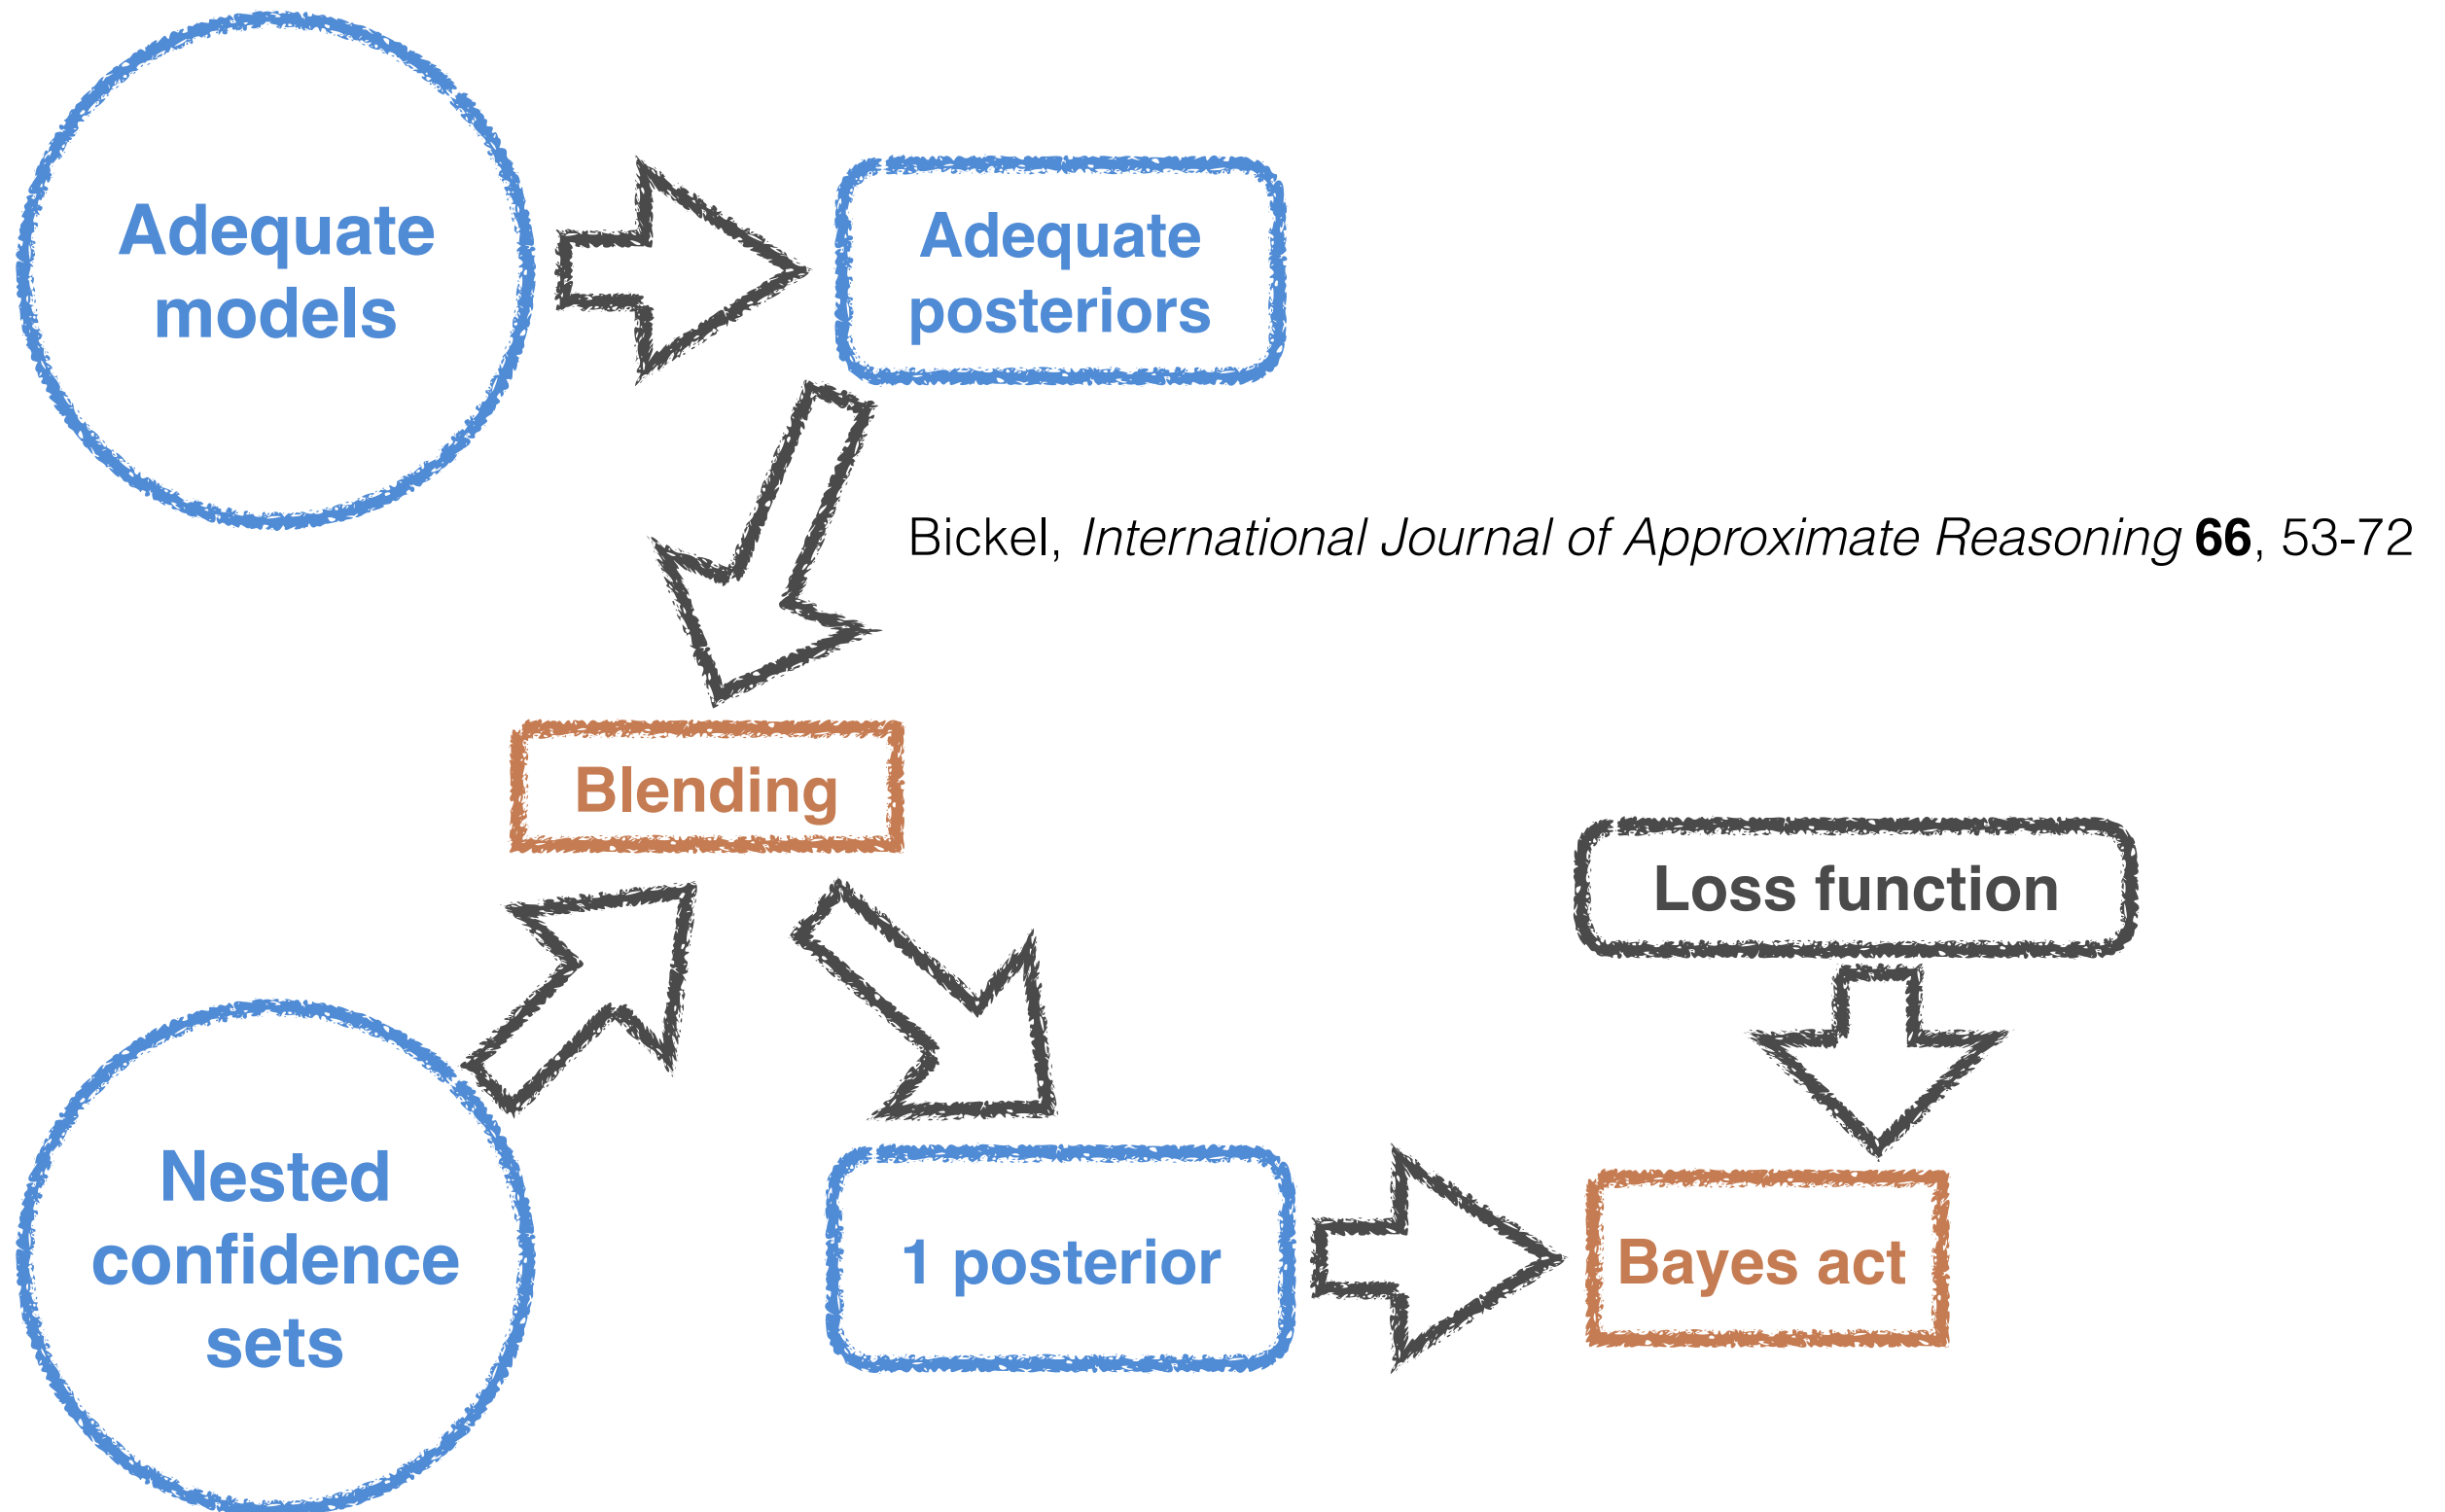 Adequate
models
Adequate
posteriors
Bickel, International Journal of Approximate Reasoning 66, 53-72
Blending
Loss function
Nested
confidence
sets
1 posterior
Bayes act